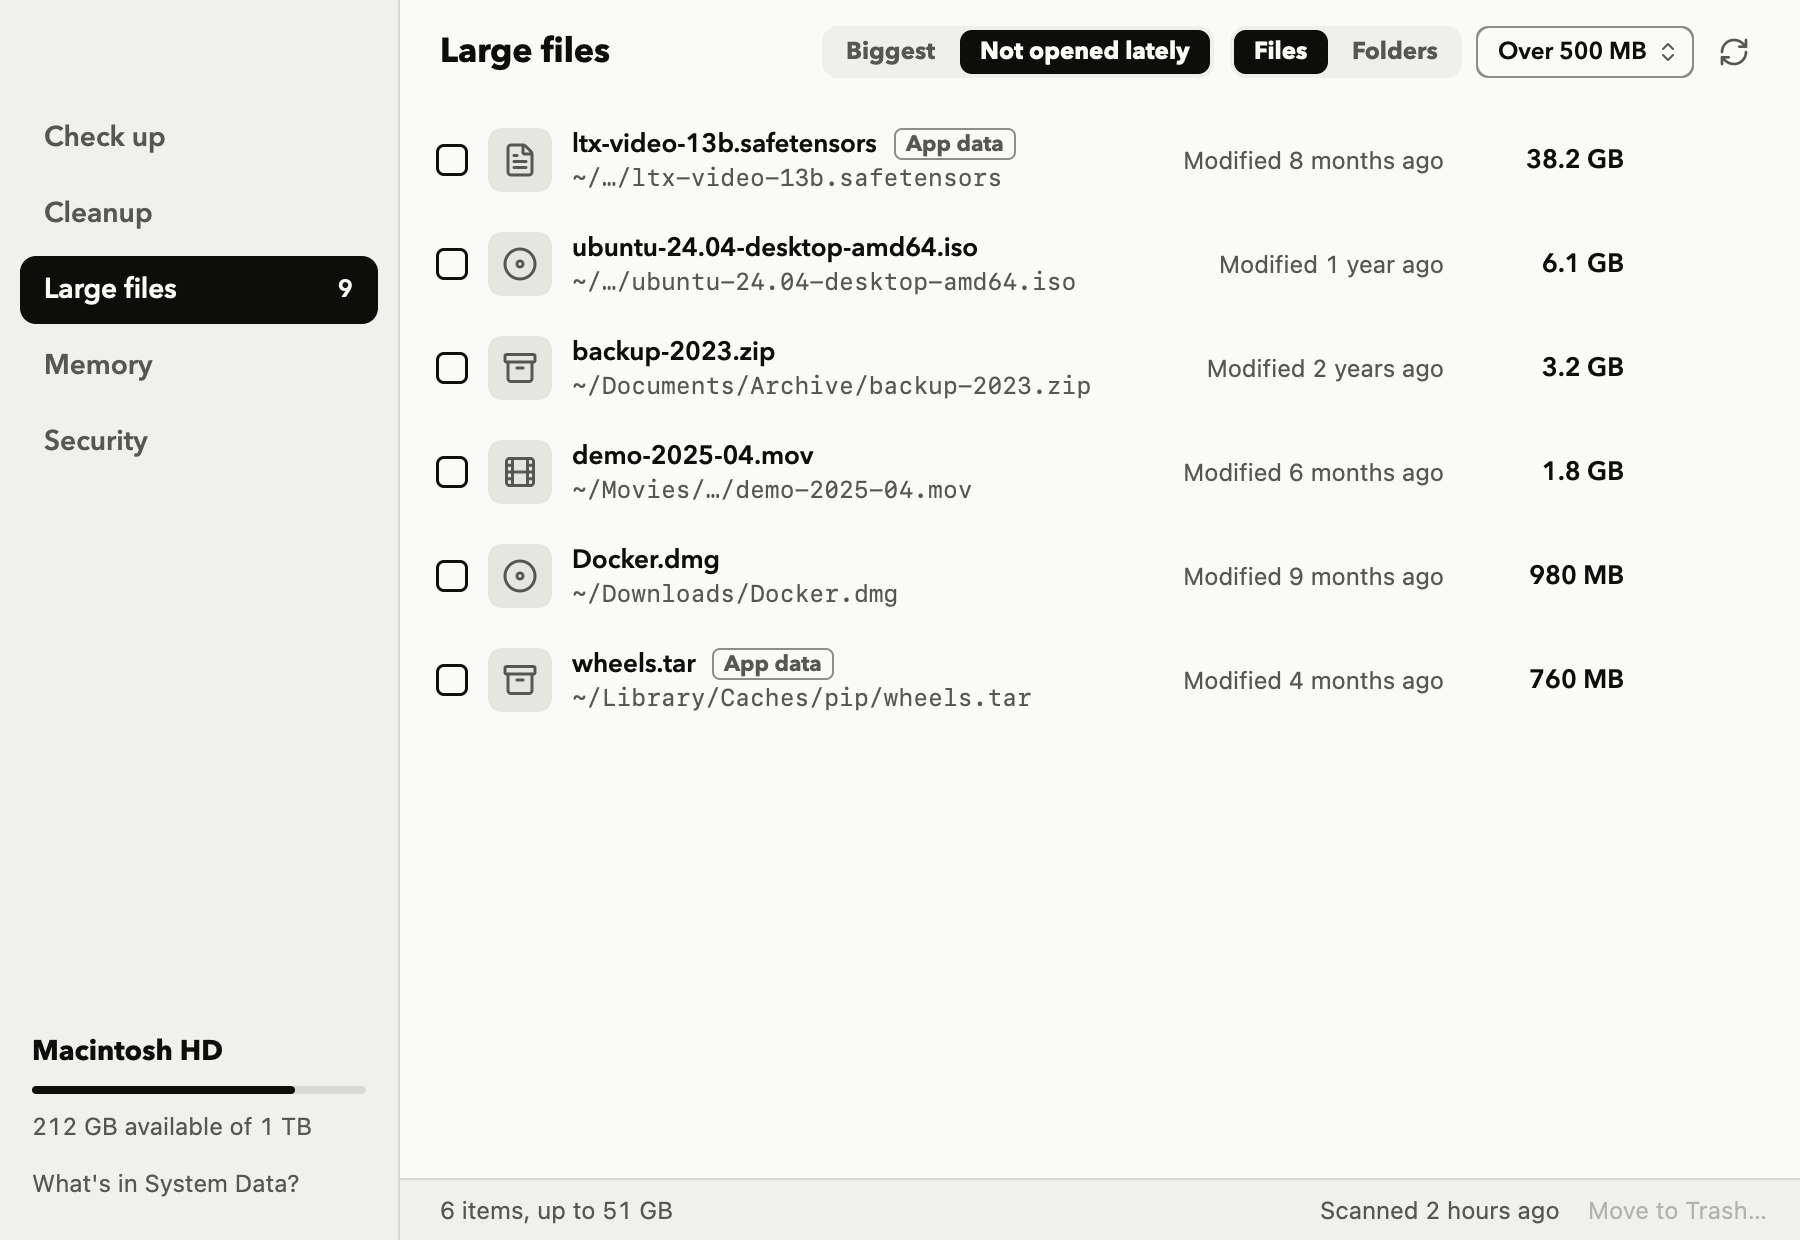 Check up
Cleanup
Large files 9
Memory
Security
Macintosh HD
212 GB available of 1 TB
What's in System Data?
Large files Biggest Not opened lately Files Folders Over 500 MB
ltx-video-13b.safetensors App data
~/…/ltx-video-13b.safetensors
Modified 8 months ago 38.2 GB
ubuntu-24.04-desktop-amd64.iso
~/…/ubuntu-24.04-desktop-amd64.iso
Modified 1 year ago 6.1 GB
backup-2023.zip
~/Documents/Archive/backup-2023.zip
Modified 2 years ago 3.2 GB
demo-2025-04.mov
~/Movies/…/demo-2025-04.mov
Modified 6 months ago 1.8 GB
Docker.dmg
~/Downloads/Docker.dmg
Modified 9 months ago 980 MB
wheels.tar App data
~/Library/Caches/pip/wheels.tar
Modified 4 months ago 760 MB
6 items, up to 51 GB Scanned 2 hours ago Move to Trash…